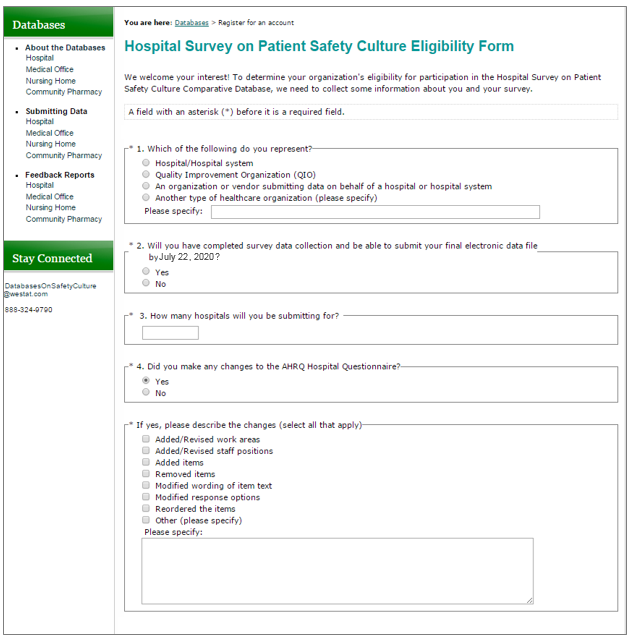 Databases
• About the Databases
Hospital
Medical Office
Nursing Home
Community Pharmacy
• Submitting Data
Hospital
Medical Office
Nursing Home
Community Pharmacy
• Feedback Reports
Hospital
Medical Office
Nursing Home
Community Pharmacy
Stay Connected
DatabasesOnSafetyCulture
@westat.com
888-324-9790
You are here: Databases > Register for an account
Hospital Survey on Patient Safety Culture Eligibility Form
We welcome your interest! To determine your organization's eligibility for participation in the Hospital Survey on Patient
Safety Culture Comparative Database, we need to collect some information about you and your survey.
A field with an asterisk (*) before it is a required field.
* 1. Which of the following do you represent?
Hospital/Hospital system
Quality Improvement Organization (QIO)
An organization or vendor submitting data on behalf of a hospital or hospital system
Another type of healthcare organization (please specify)
Please specify:
* 2. Will you have completed survey data collection and be able to submit your final electronic data file
by July 22, 2020?
Yes
No
* 3. How many hospitals will you be submitting for?
* 4. Did you make any changes to the AHRQ Hospital Questionnaire?
Yes
No
* If yes, please describe the changes (select all that apply)
Added/Revised work areas
Added/Revised staff positions
Added items
Removed items
Modified wording of item text
Modified response options
Reordered the items
Other (please specify)
Please specify: